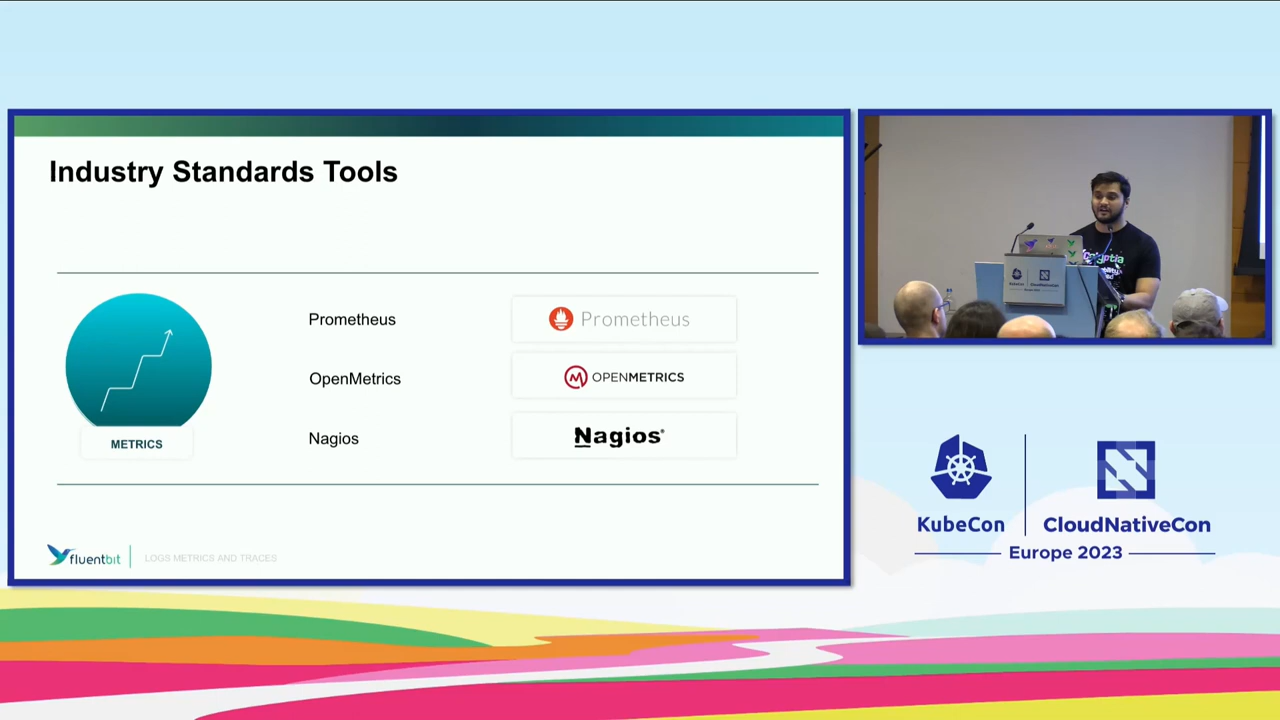 Industry Standards Tools
METRICS
Prometheus
Prometheus
OpenMetrics
OPENMETRICS
Nagios
Nagios®
fluentbit
LOGS METRICS AND TRACES
KubeCon
CloudNativeCon
Europe 2023